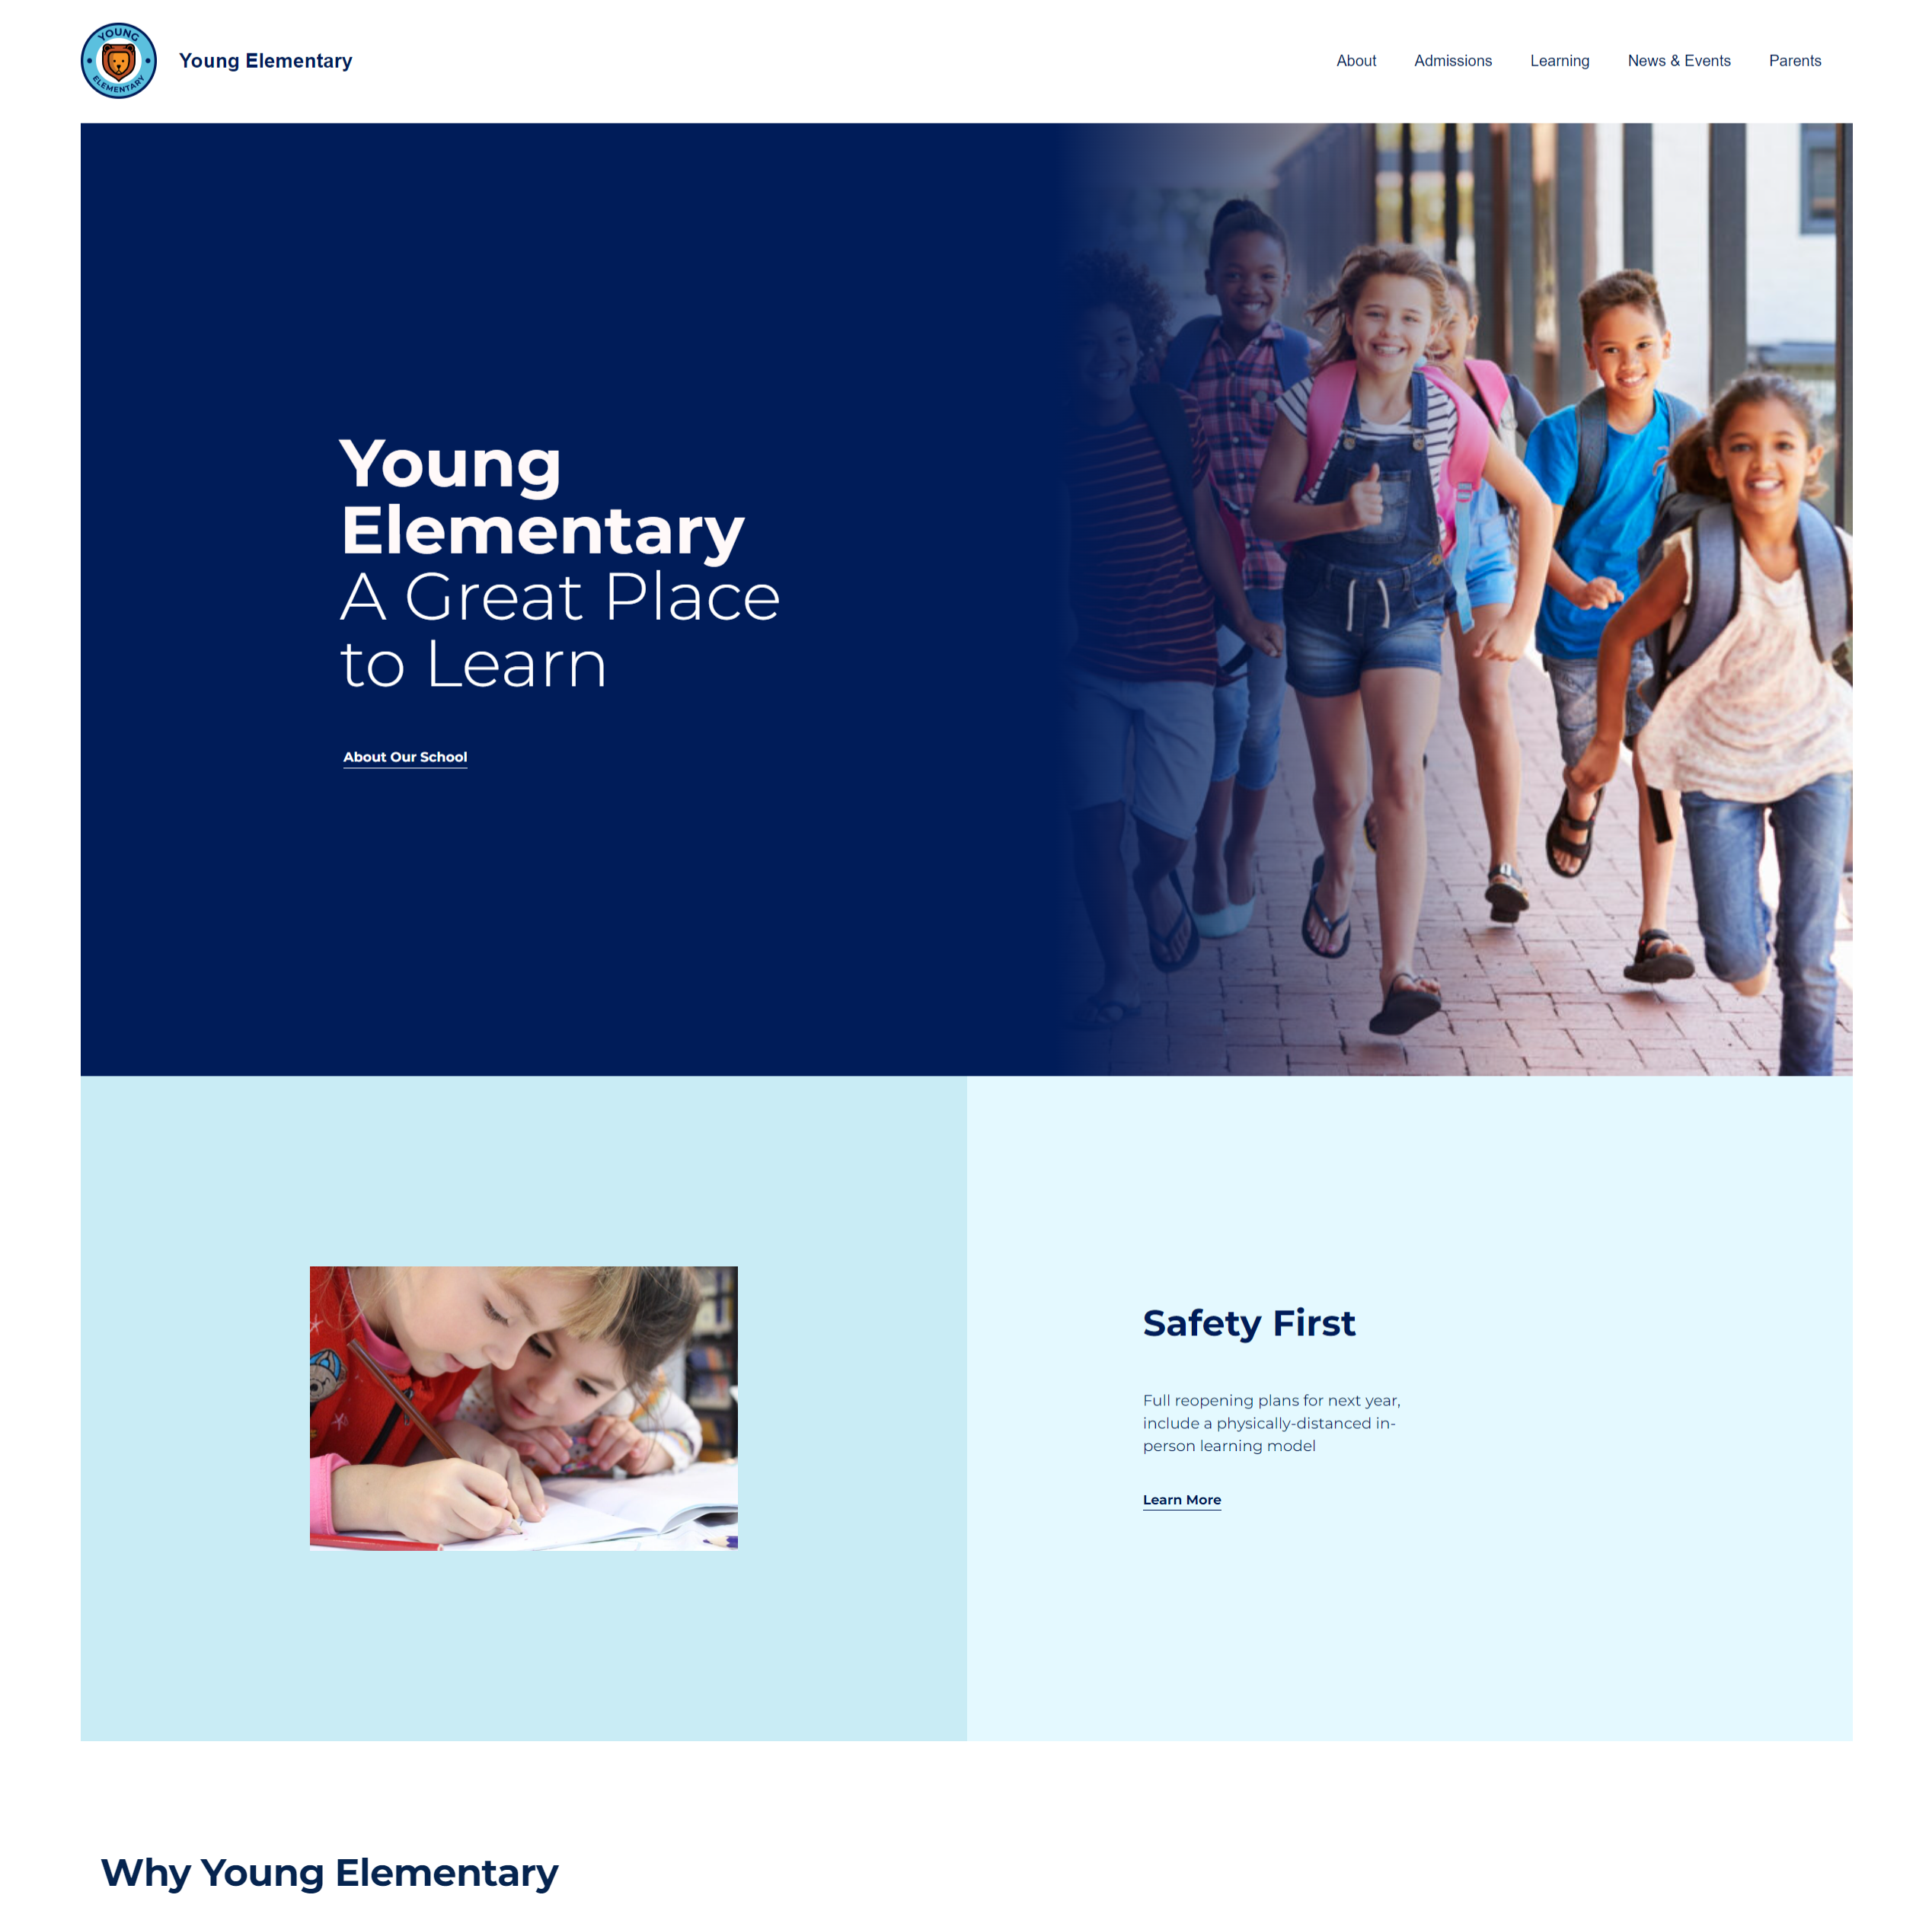 YOUNG
ELEMENTARY
Young Elementary
About
Admissions
Learning
News & Events
Parents
Young
Elementary
A Great Place
to Learn
About Our School
Safety First
Full reopening plans for next year,
include a physically-distanced in-
person learning model
Learn More
Why Young Elementary